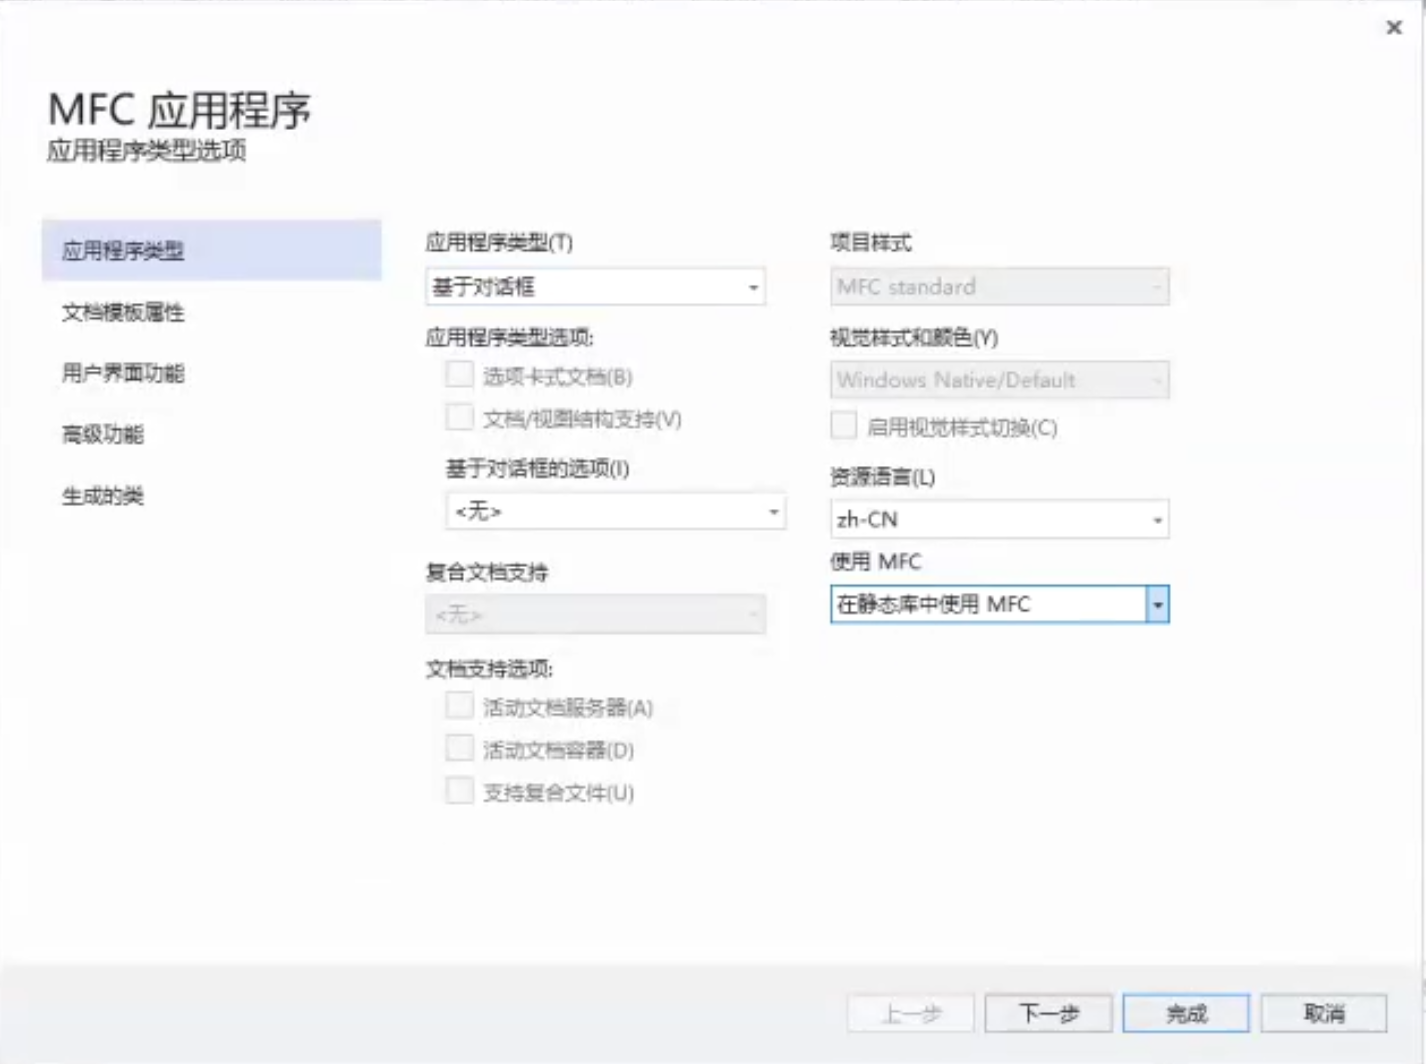 MFC 应用程序
应用程序类型选项
应用程序类型
文档模板属性
用户界面功能
高级功能
生成的类
应用程序类型(T)
基于对话框
应用程序类型选项:
选项卡式文档(B)
文档/视图结构支持(V)
基于对话框的选项(I)
<无>
复合文档支持
<无>
文档支持选项:
活动文档服务器(A)
活动文档容器(D)
支持复合文件(U)
项目样式
MFC standard
视觉样式和颜色(Y)
Windows Native/Default
启用视觉样式切换(C)
资源语言(L)
zh-CN
使用 MFC
在静态库中使用 MFC
上一步
下一步
完成
取消